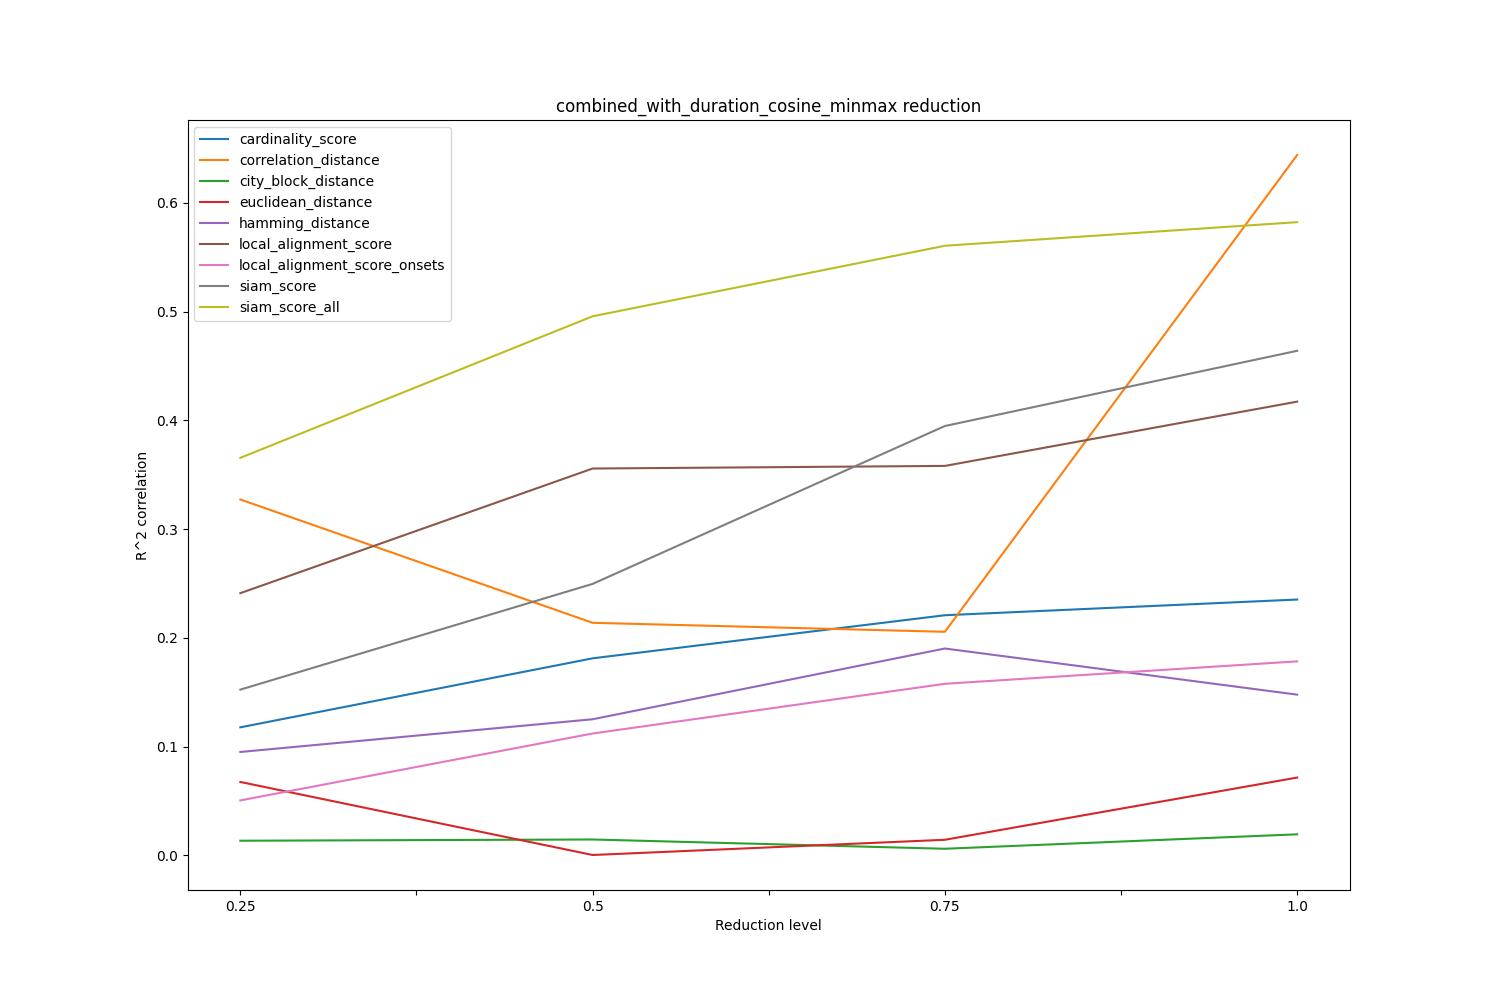 combined_with_duration_cosine_minmax reduction
cardinality_score
correlation_distance
city_block_distance
euclidean_distance
hamming_distance
local_alignment_score
local_alignment_score_onsets
siam_score
siam_score_all
0.6
0.5
0.4
0.3
0.2
0.1
0.0
R^2 correlation
0.25 0.5 0.75 1.0
Reduction level